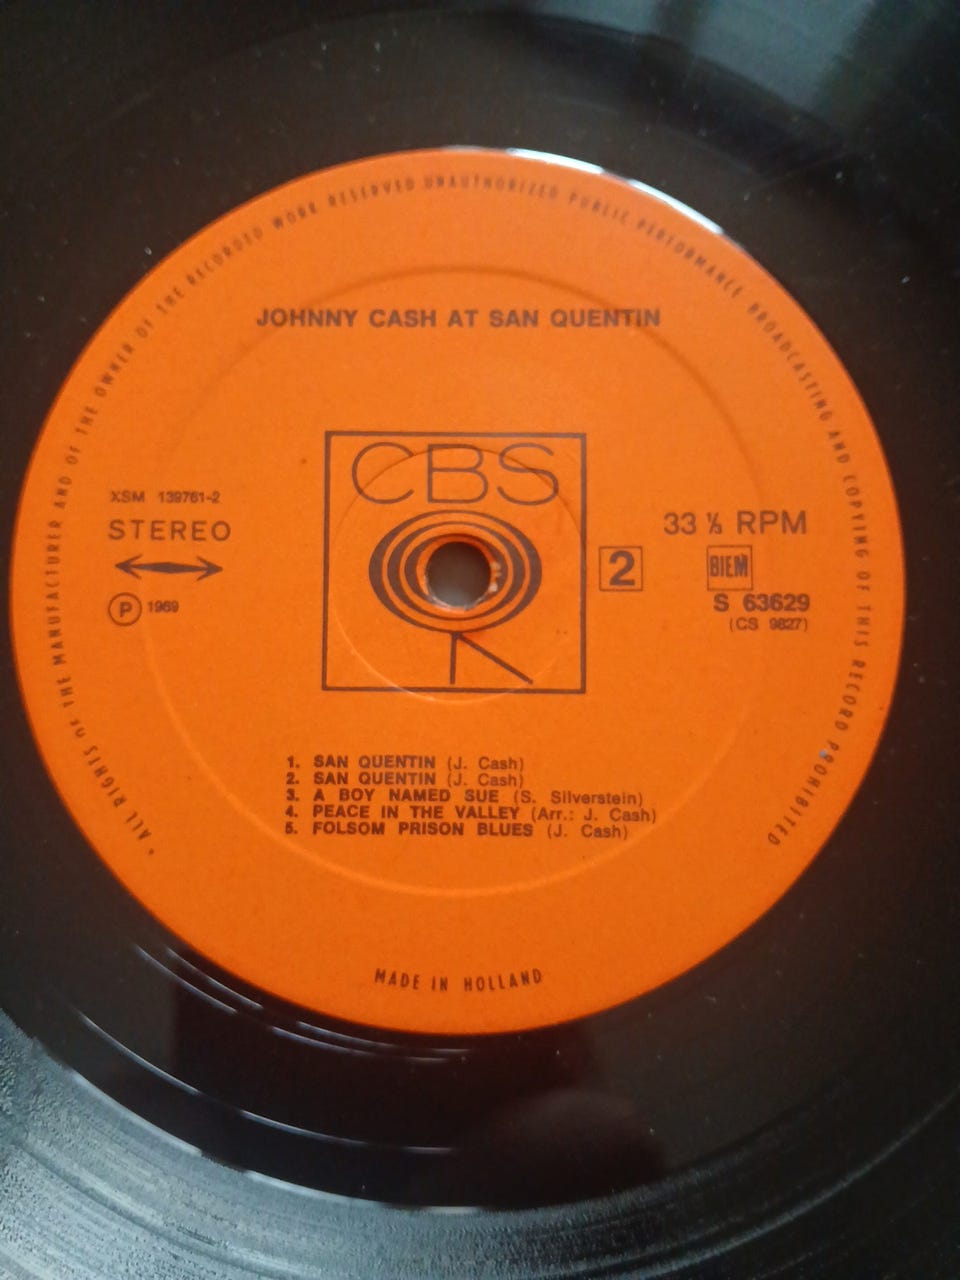 • ALL RIGHTS OF THE MANUFACTURER AND OF THE OWNER OF THE RECORDED WORK RESERVED UNAUTHORIZED PUBLIC PERFORMANCE BROADCASTING AND COPYING OF THIS RECORD PROHIBITED
JOHNNY CASH AT SAN QUENTIN
CBS
XSM 139761-2
STEREO
℗ 1969
2
33 ⅓ RPM
BIEM
S 63629
(CS 9827)
1. SAN QUENTIN (J. Cash)
2. SAN QUENTIN (J. Cash)
3. A BOY NAMED SUE (S. Silverstein)
4. PEACE IN THE VALLEY (Arr.: J. Cash)
5. FOLSOM PRISON BLUES (J. Cash)
MADE IN HOLLAND